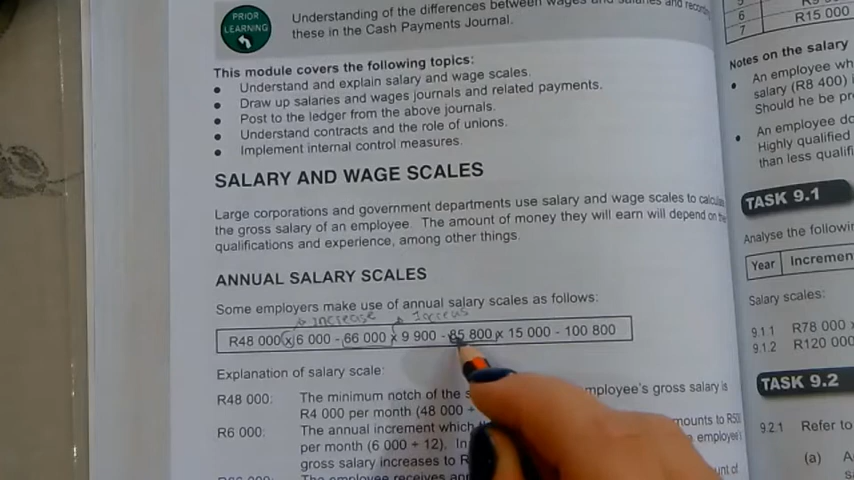 PRIOR
LEARNING
Understanding of the differences between wages and salaries and
these in the Cash Payments Journal.
This module covers the following topics:
Understand and explain salary and wage scales.
Draw up salaries and wages journals and related payments.
Post to the ledger from the above journals.
Understand contracts and the role of unions.
Implement internal control measures.
SALARY AND WAGE SCALES
Large corporations and government departments use salary and wage scales to calculate
the gross salary of an employee. The amount of money they will earn will depend on
qualifications and experience, among other things.
ANNUAL SALARY SCALES
Some employers make use of annual salary scales as follows:
increase
R48 000 x 6 000 - 66 000 x 9 900 - 85 800 x 15 000 - 100 800
Explanation of salary scale:
R48 000: The minimum notch of the employee's gross salary is
R4 000 per month (48 000 ÷
R6 000: The annual increment which amounts to
per month (6 000 ÷ 12). employer
gross salary increases to
The employee receives
6
7 R15 000
Notes on the salary
An employee
salary (R8 400)
Should he be
An employee
Highly qualified
than less
TASK 9.1
Analyse the
Year
Salary scales:
9.1.1 R78 000
9.1.2 R120 000
TASK 9.2
9.2.1 Refer to
(a)